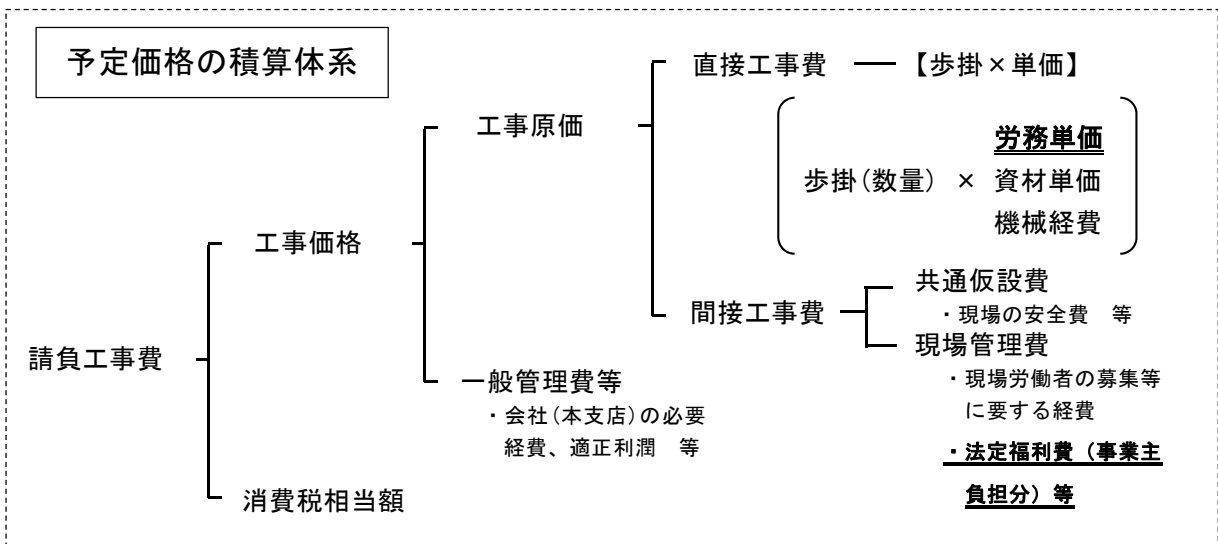 予定価格の積算体系
請負工事費
工事価格
消費税相当額
工事原価
一般管理費等
・会社(本支店)の必要
経費、適正利潤　等
直接工事費
【歩掛×単価】
労務単価
歩掛(数量) × 資材単価
機械経費
間接工事費
共通仮設費
・現場の安全費　等
現場管理費
・現場労働者の募集等
に要する経費
・法定福利費（事業主
負担分）等